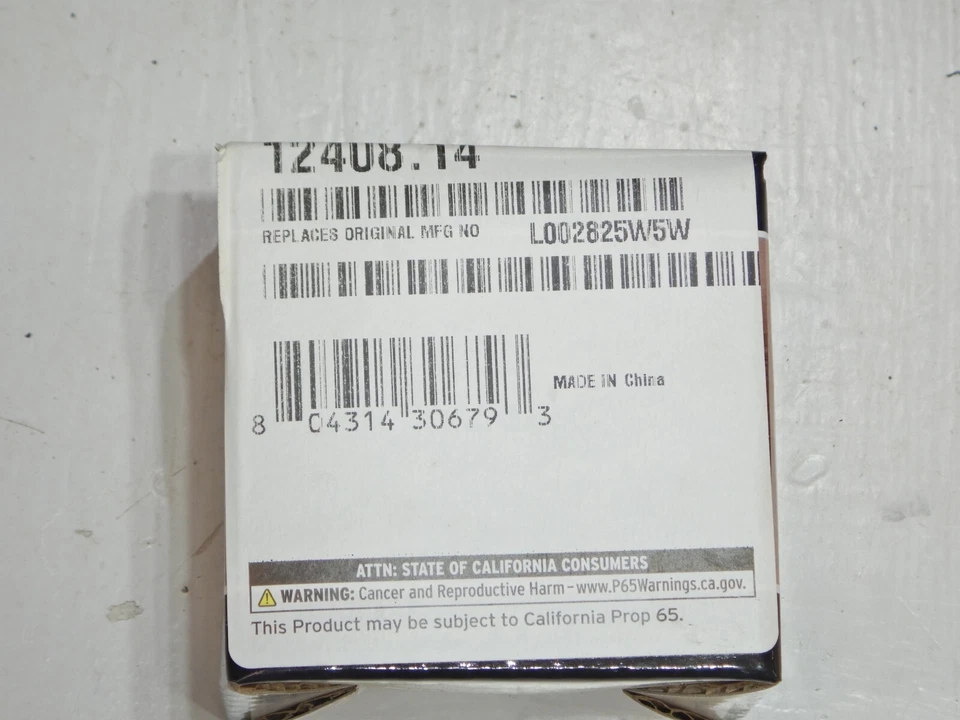 12408.14
REPLACES ORIGINAL MFG NO L002825W5W
8 04314 30679 3
MADE IN China
ATTN: STATE OF CALIFORNIA CONSUMERS
WARNING: Cancer and Reproductive Harm - www.P65Warnings.ca.gov.
This Product may be subject to California Prop 65.